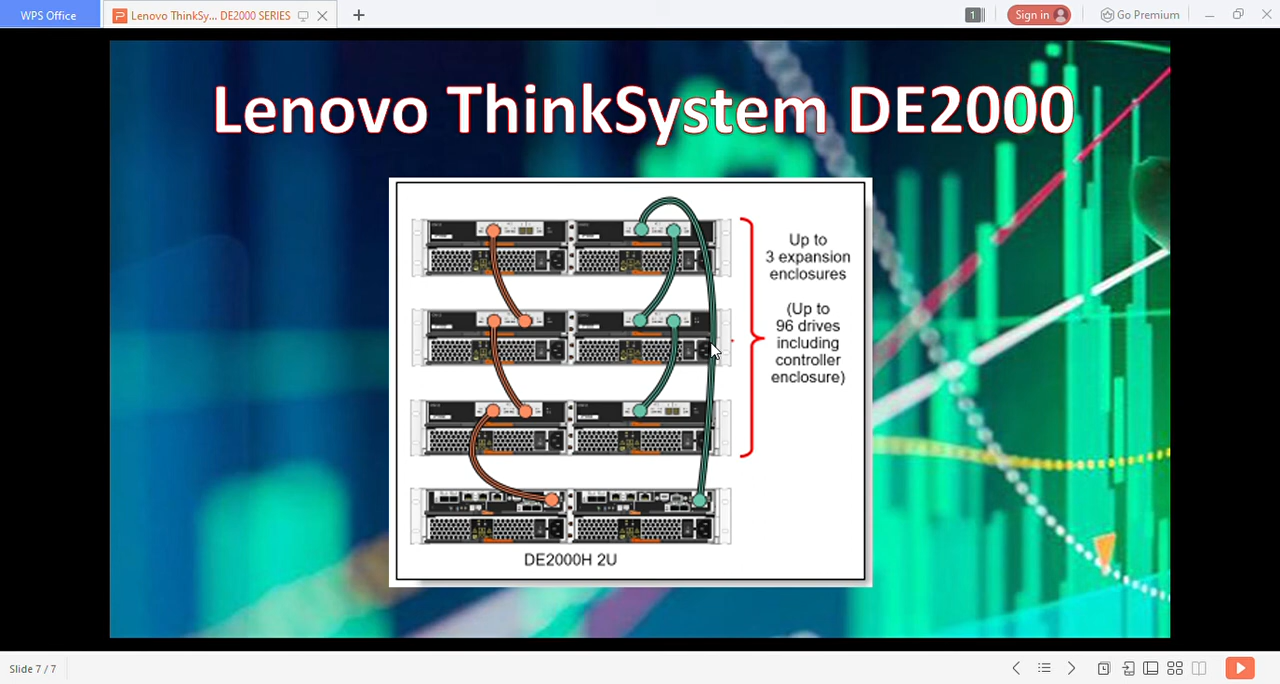 WPS Office
Lenovo ThinkSy... DE2000 SERIES
1
Sign in
Go Premium
Lenovo ThinkSystem DE2000
Up to
3 expansion
enclosures
(Up to
96 drives
including
controller
enclosure)
DE2000H 2U
Slide 7 / 7